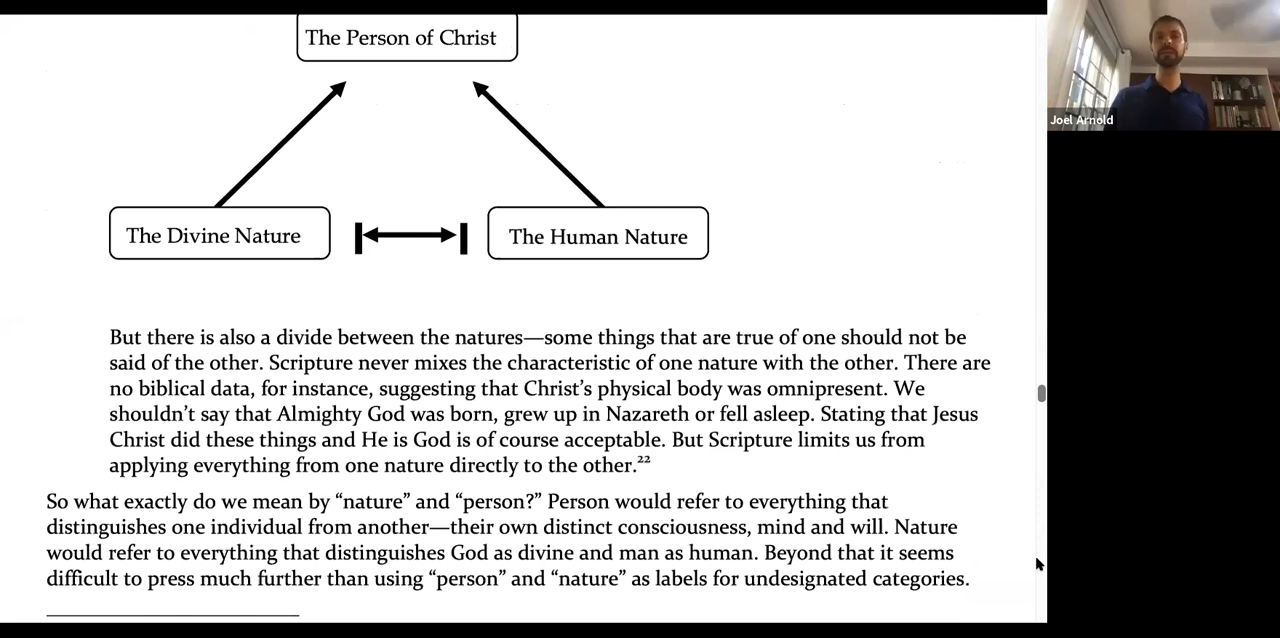 The Person of Christ
Joel Arnold
The Divine Nature
The Human Nature
But there is also a divide between the natures—some things that are true of one should not be
said of the other. Scripture never mixes the characteristic of one nature with the other. There are
no biblical data, for instance, suggesting that Christ’s physical body was omnipresent. We
shouldn’t say that Almighty God was born, grew up in Nazareth or fell asleep. Stating that Jesus
Christ did these things and He is God is of course acceptable. But Scripture limits us from
applying everything from one nature directly to the other.²²
So what exactly do we mean by “nature” and “person?” Person would refer to everything that
distinguishes one individual from another—their own distinct consciousness, mind and will. Nature
would refer to everything that distinguishes God as divine and man as human. Beyond that it seems
difficult to press much further than using “person” and “nature” as labels for undesignated categories.